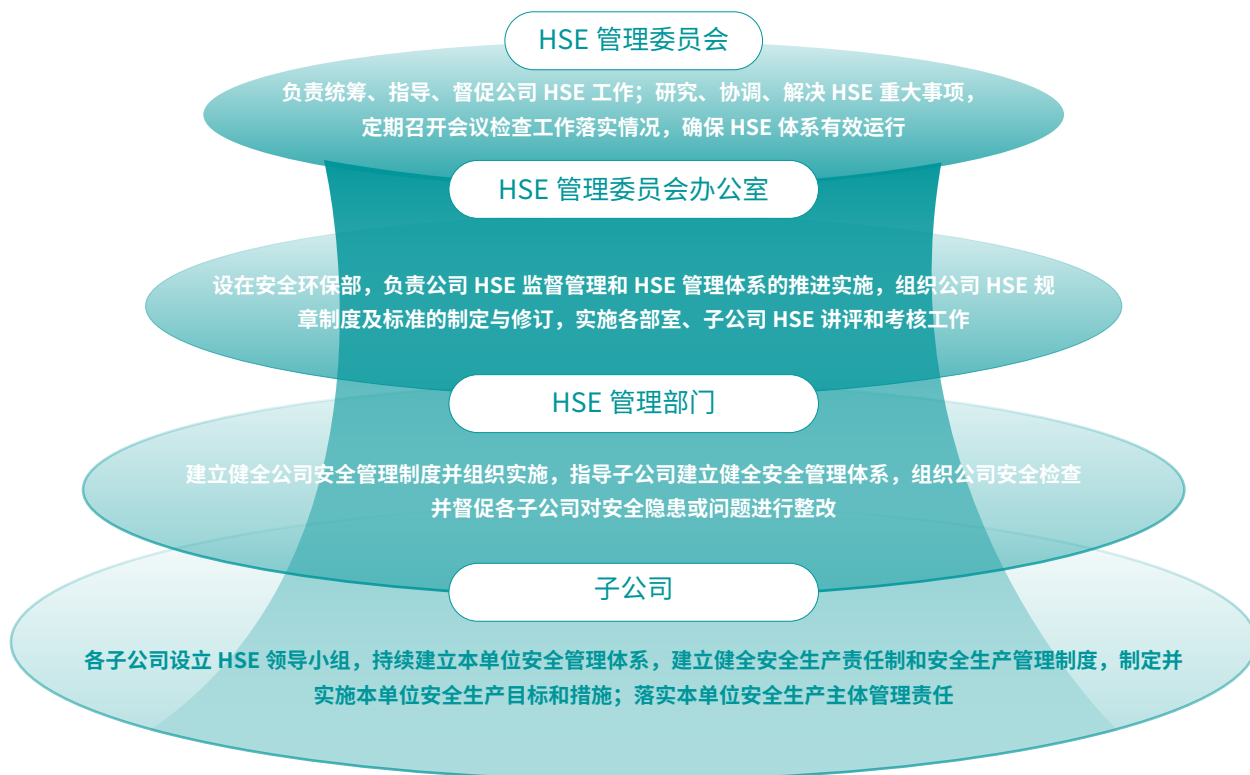 HSE 管理委员会
负责统筹、指导、督促公司 HSE 工作；研究、协调、解决 HSE 重大事项，
定期召开会议检查工作落实情况，确保 HSE 体系有效运行
HSE 管理委员会办公室
设在安全环保部，负责公司 HSE 监督管理和 HSE 管理体系的推进实施，组织公司 HSE 规
章制度及标准的制定与修订，实施各部室、子公司 HSE 讲评和考核工作
HSE 管理部门
建立健全公司安全管理制度并组织实施，指导子公司建立健全安全管理体系，组织公司安全检查
并督促各子公司对安全隐患或问题进行整改
子公司
各子公司设立 HSE 领导小组，持续建立本单位安全管理体系，建立健全安全生产责任制和安全生产管理制度，制定并
实施本单位安全生产目标和措施；落实本单位安全生产主体管理责任